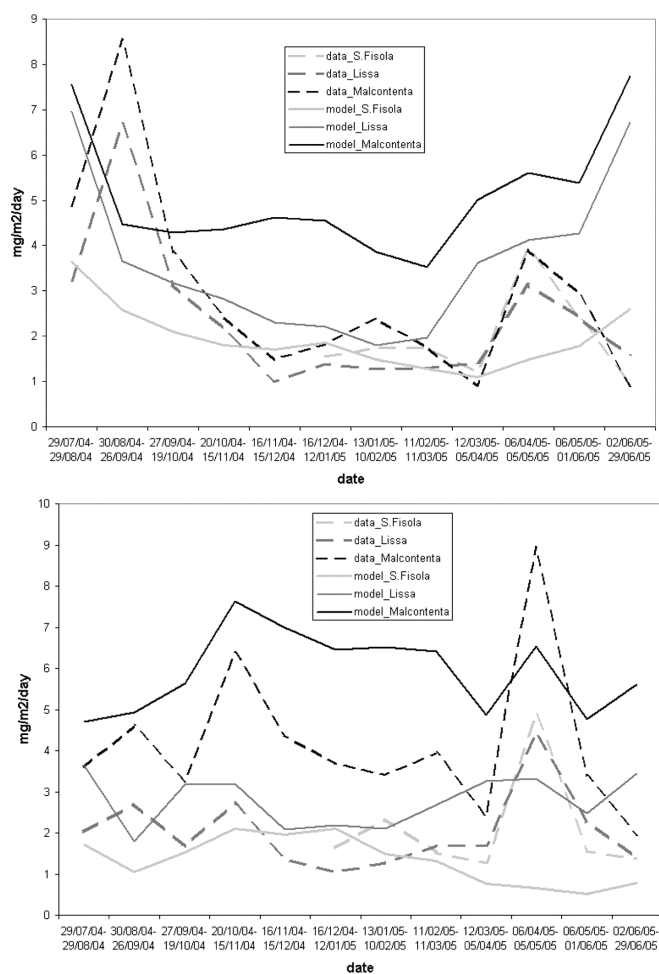 9
8
7
6
5
4
3
2
1
0
mg/m2/day
data_S.Fisola
data_Lissa
data_Malcontenta
model_S.Fisola
model_Lissa
model_Malcontenta
29/07/04- 30/08/04- 27/09/04- 20/10/04- 16/11/04- 16/12/04- 13/01/05- 11/02/05- 12/03/05- 06/04/05- 06/05/05- 02/06/05-
29/08/04 26/09/04 19/10/04 15/11/04 15/12/04 12/01/05 10/02/05 11/03/05 05/04/05 05/05/05 01/06/05 29/06/05
date
10
9
8
7
6
5
4
3
2
1
0
mg/m2/day
data_S.Fisola
data_Lissa
data_Malcontenta
model_S.Fisola
model_Lissa
model_Malcontenta
29/07/04- 30/08/04- 27/09/04- 20/10/04- 16/11/04- 16/12/04- 13/01/05- 11/02/05- 12/03/05- 06/04/05- 06/05/05- 02/06/05-
29/08/04 26/09/04 19/10/04 15/11/04 15/12/04 12/01/05 10/02/05 11/03/05 05/04/05 05/05/05 01/06/05 29/06/05
date